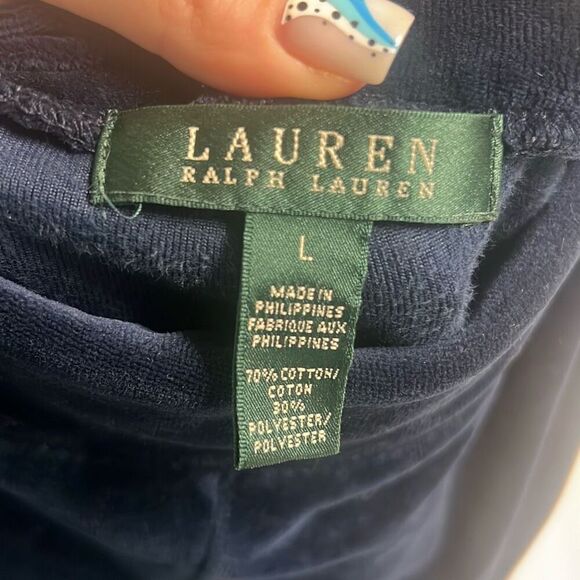 LAUREN
RALPH LAUREN
L
MADE IN
PHILIPPINES
FABRIQUE AUX
PHILIPPINES
70% COTTON/
COTON
30%
POLYESTER/
POLYESTER